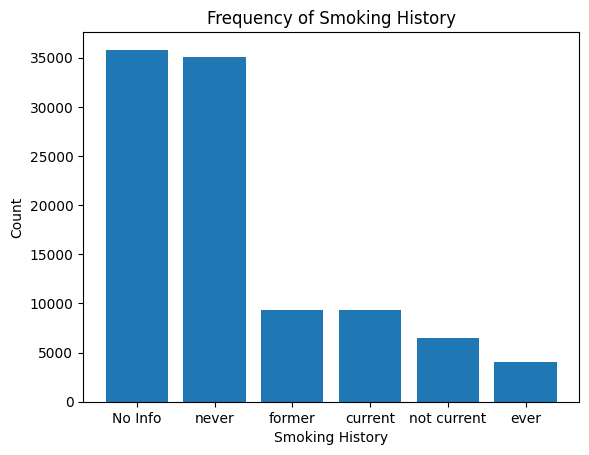 Frequency of Smoking History
35000
30000
25000
20000
15000
10000
5000
0
Count
No Info never former current not current ever
Smoking History